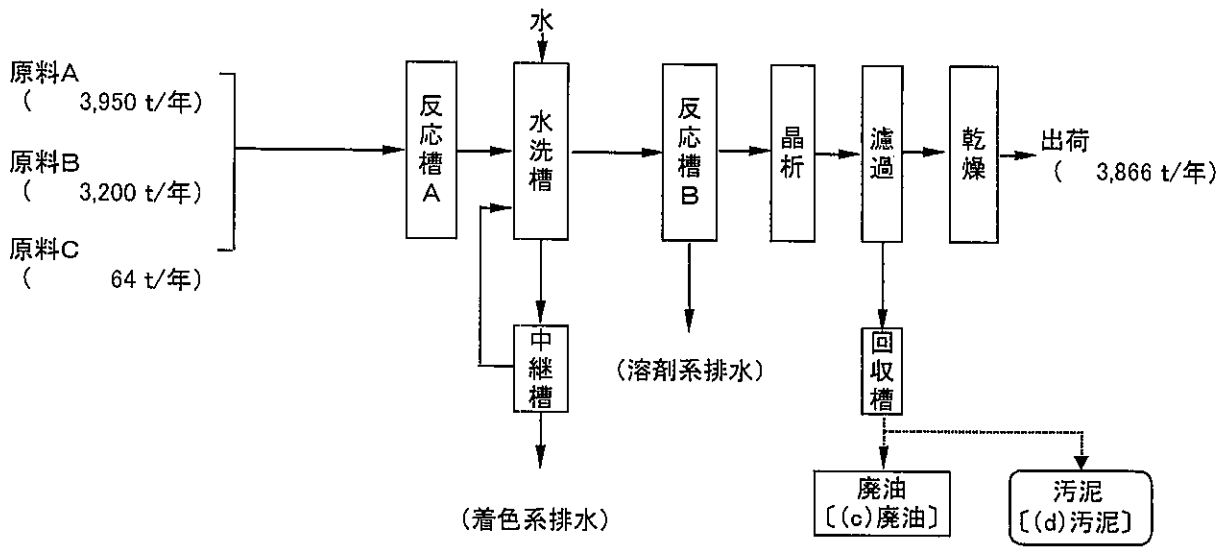 水
原料A
( 3,950 t/年)
原料B
( 3,200 t/年)
原料C
( 64 t/年)
反応槽A
水洗槽
反応槽B
晶析
濾過
乾燥
出荷
( 3,866 t/年)
中継槽
(溶剤系排水)
回収槽
(着色系排水)
廃油
〔(c)廃油〕
汚泥
〔(d)汚泥〕